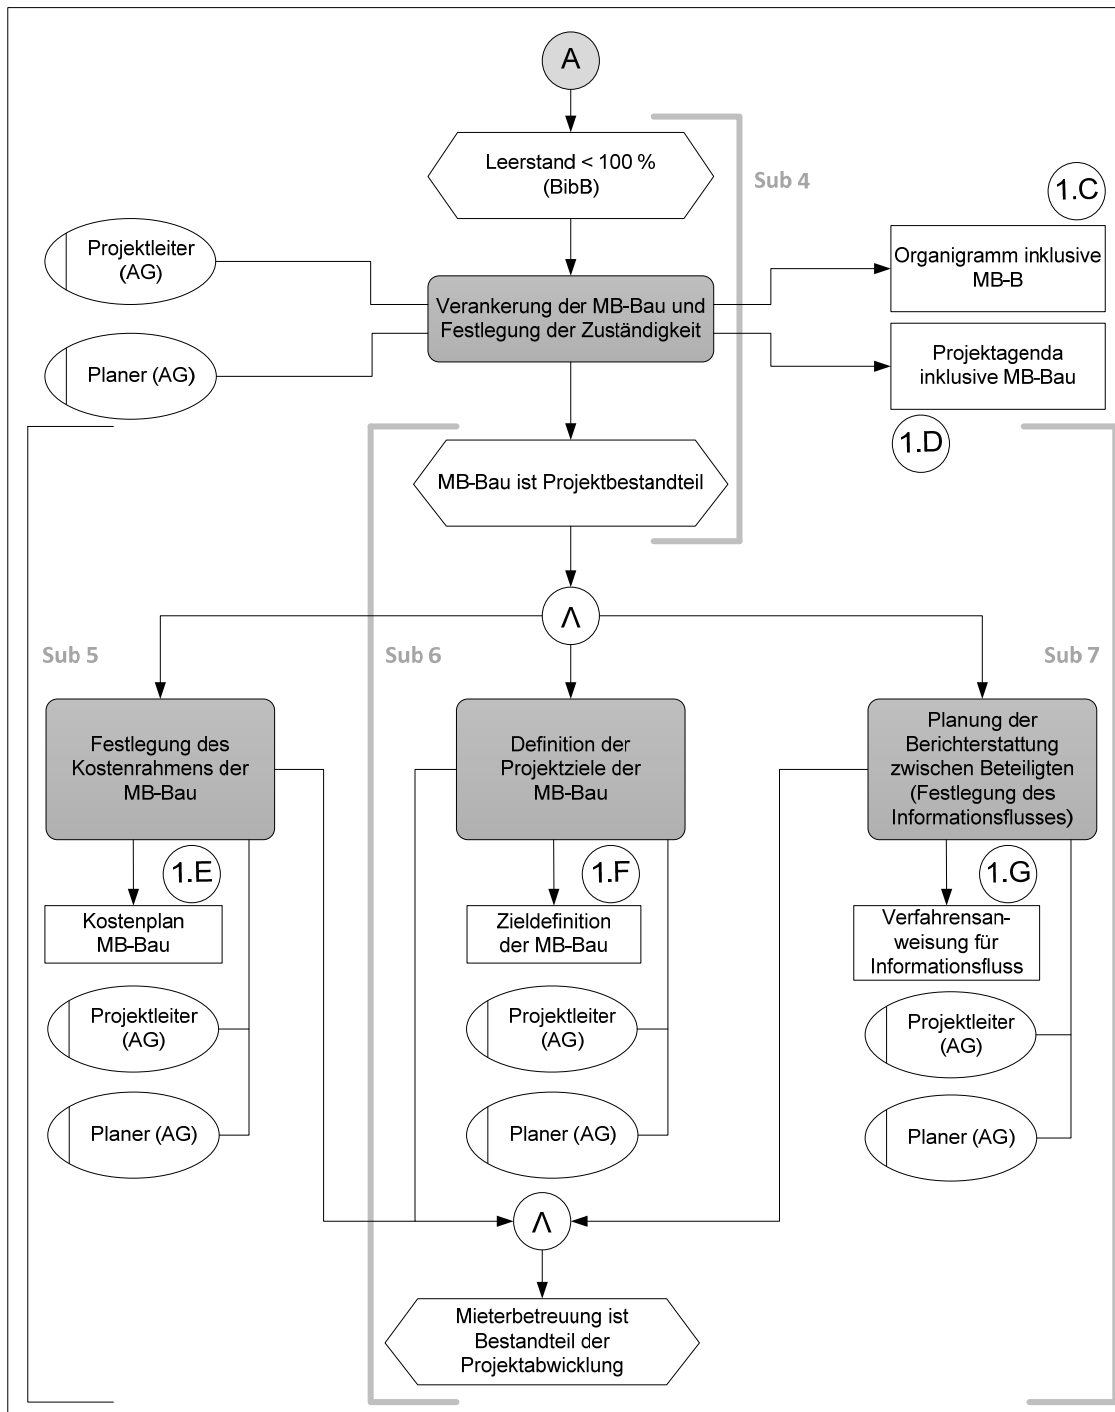 A
Leerstand < 100 %
(BibB)
Sub 4
1.C
Projektleiter
(AG)
Organigramm inklusive
MB-B
Verankerung der MB-Bau und
Festlegung der Zuständigkeit
Planer (AG)
Projektagenda
inklusive MB-Bau
1.D
MB-Bau ist Projektbestandteil
Λ
Sub 5
Sub 6
Sub 7
Festlegung des
Kostenrahmens der
MB-Bau
Definition der
Projektziele der
MB-Bau
Planung der
Berichterstattung
zwischen Beteiligten
(Festlegung des
Informationsflusses)
1.E
1.F
1.G
Kostenplan
MB-Bau
Zieldefinition
der MB-Bau
Verfahrensan-
weisung für
Informationsfluss
Projektleiter
(AG)
Projektleiter
(AG)
Projektleiter
(AG)
Planer (AG)
Planer (AG)
Planer (AG)
Λ
Mieterbetreuung ist
Bestandteil der
Projektabwicklung